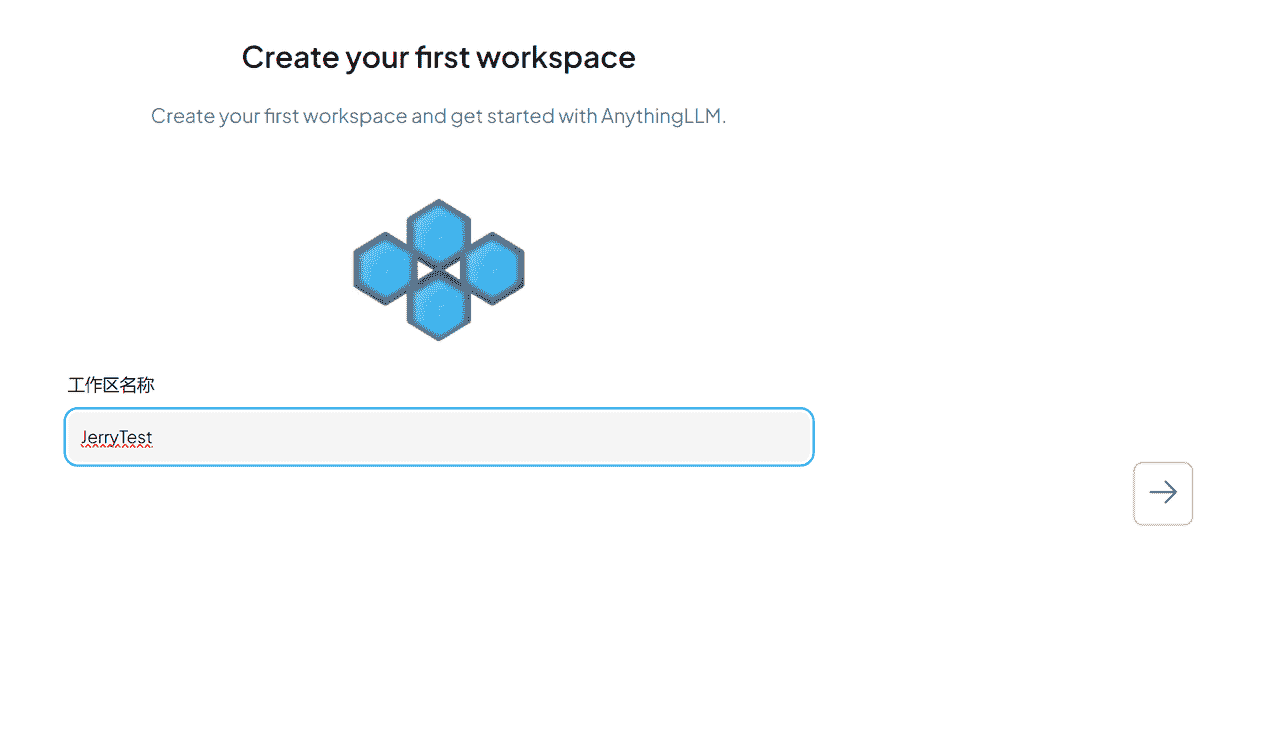 Create your first workspace
Create your first workspace and get started with AnythingLLM.
工作区名称
JerryTest